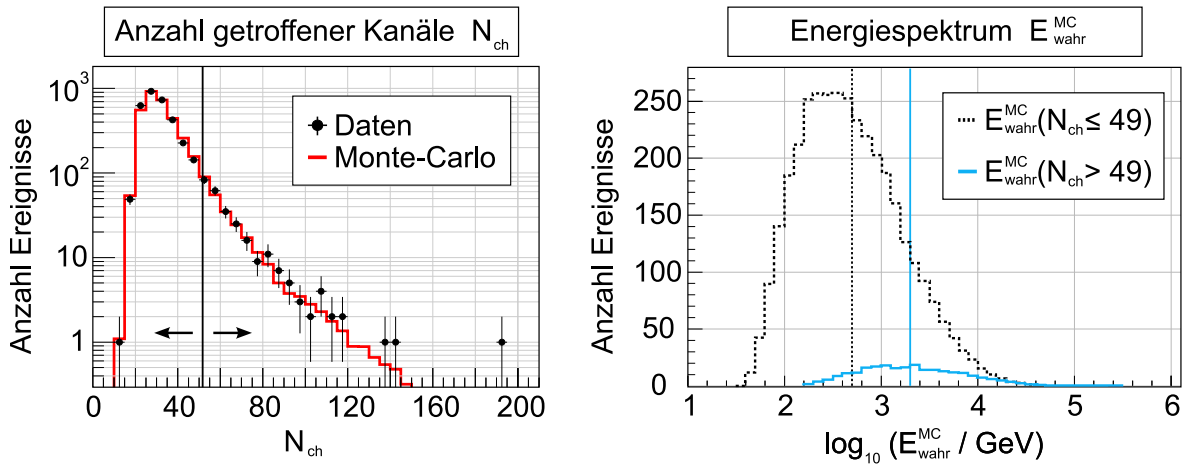 Anzahl getroffener Kanäle N_ch
Anzahl Ereignisse
10³
10²
10
1
Daten
Monte-Carlo
0 40 80 120 160 200
N_ch
Energiespektrum E^MC_wahr
Anzahl Ereignisse
250
200
150
100
50
0
E^MC_wahr(N_ch ≤ 49)
E^MC_wahr(N_ch > 49)
1 2 3 4 5 6
log₁₀ (E^MC_wahr / GeV)